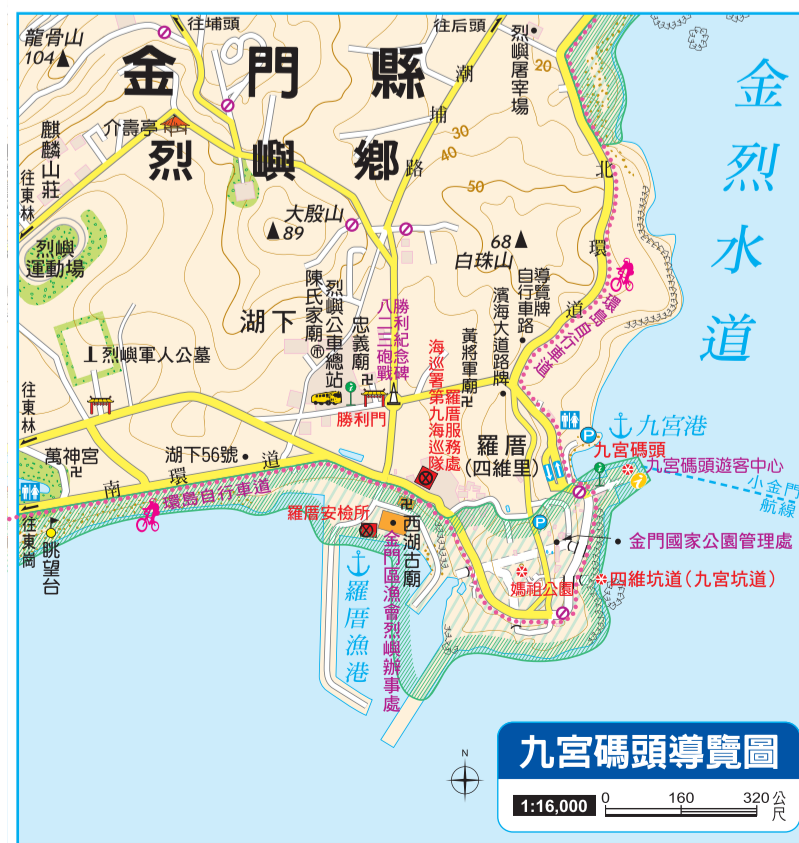 往埔頭
往后頭
龍骨山
104
金門縣
烈嶼鄉
烈嶼屠宰場
20
潮埔路
30
40
50
介壽亭
麒麟山莊
往東林
烈嶼
運動場
大殷山
89
68
白珠山
北環道
環島自行車道
金烈水道
導覽牌
自行車路
濱海大道路牌
湖下
陳氏家廟
烈嶼公車總站
忠義廟
八二三砲戰
勝利紀念碑
黃將軍廟
烈嶼軍人公墓
往東林
勝利門
海巡署第九海巡隊
羅厝服務處
羅厝
(四維里)
九宮港
九宮碼頭
九宮碼頭遊客中心
小金門
航線
萬神宮
湖下56號
南環道
環島自行車道
往東崗
眺望台
羅厝安檢所
西湖古廟
金門區漁會烈嶼辦事處
羅厝漁港
金門國家公園管理處
媽祖公園
四維坑道(九宮坑道)
N
九宮碼頭導覽圖
1:16,000
0 160 320 公尺